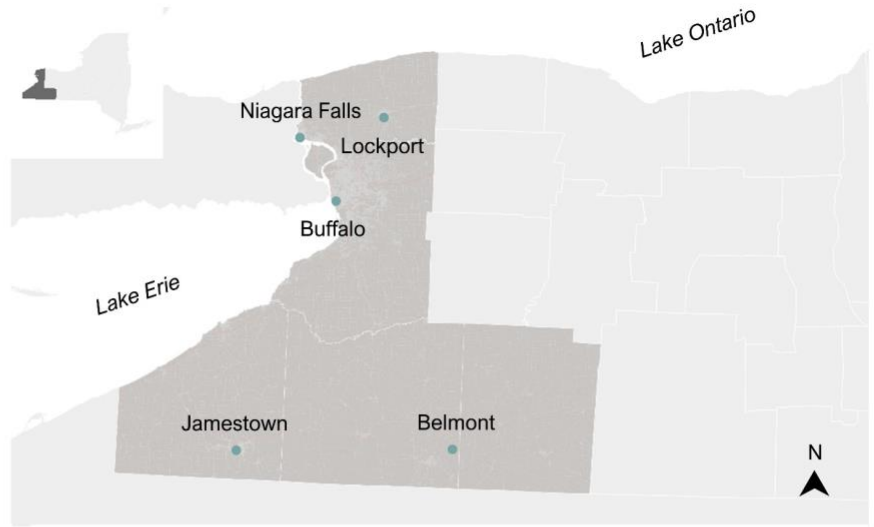 Lake Ontario
Niagara Falls
Lockport
Buffalo
Lake Erie
Jamestown
Belmont
N